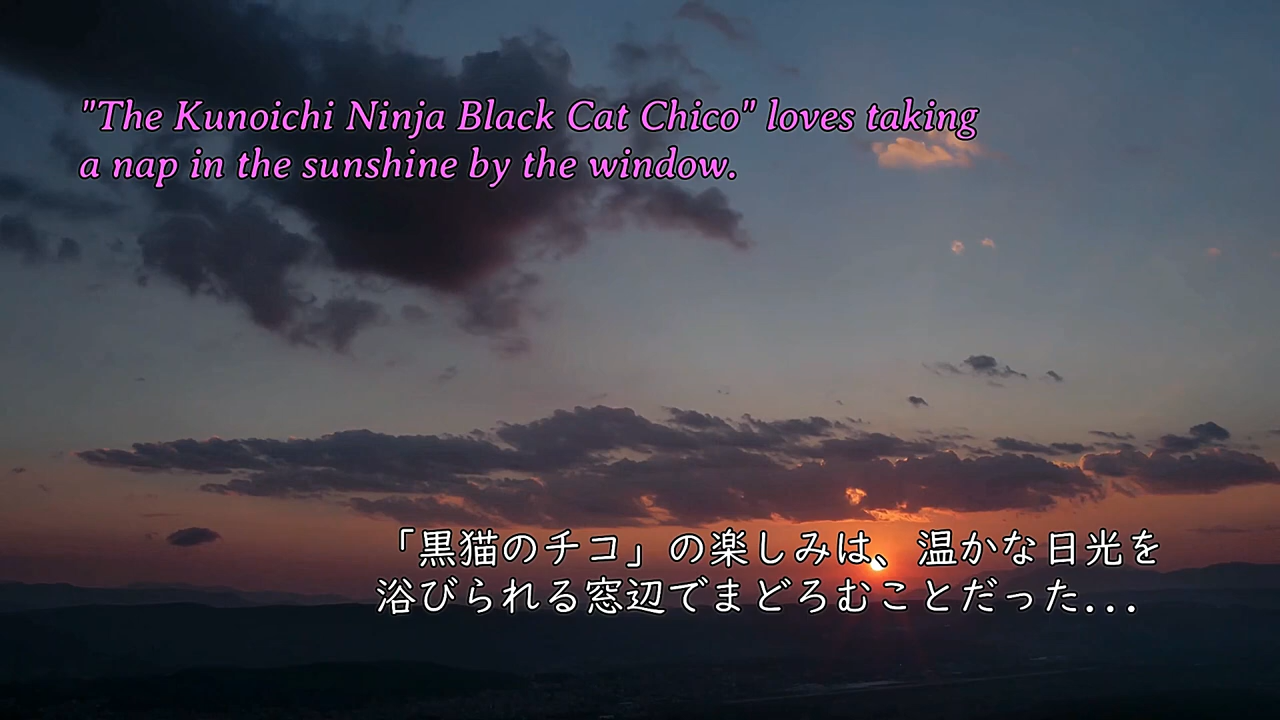 "The Kunoichi Ninja Black Cat Chico" loves taking
a nap in the sunshine by the window.
「黒猫のチコ」の楽しみは、温かな日光を
浴びられる窓辺でまどろむことだった...